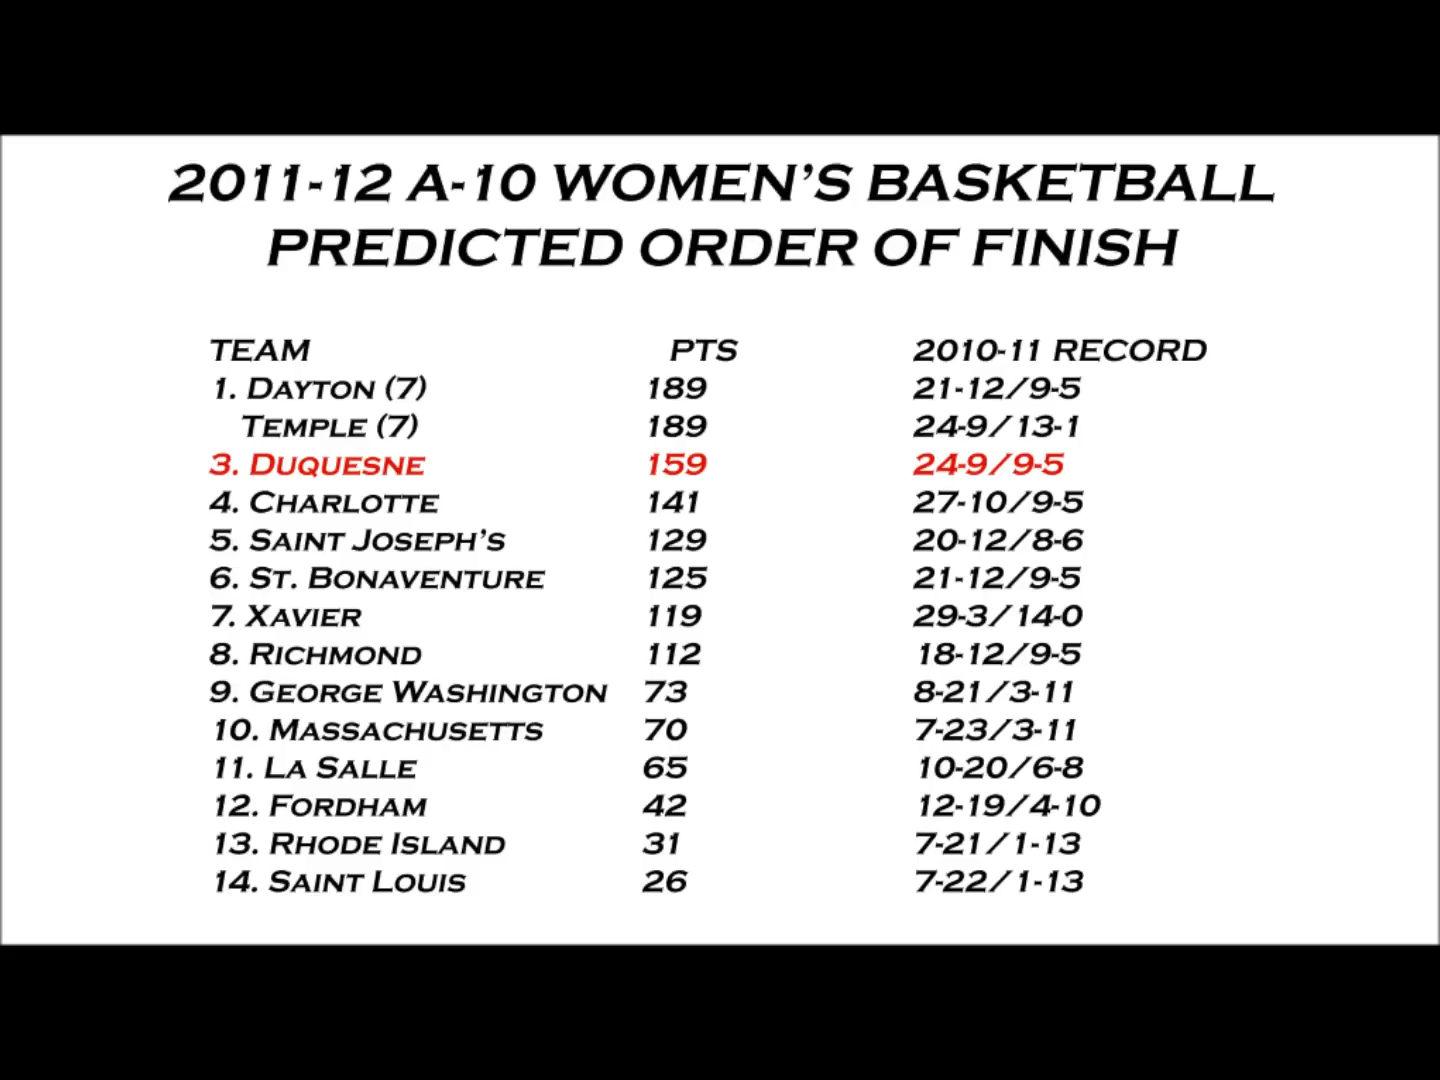 2011-12 A-10 WOMEN'S BASKETBALL
PREDICTED ORDER OF FINISH
TEAM PTS 2010-11 RECORD
1. DAYTON (7) 189 21-12/9-5
TEMPLE (7) 189 24-9/13-1
3. DUQUESNE 159 24-9/9-5
4. CHARLOTTE 141 27-10/9-5
5. SAINT JOSEPH'S 129 20-12/8-6
6. ST. BONAVENTURE 125 21-12/9-5
7. XAVIER 119 29-3/14-0
8. RICHMOND 112 18-12/9-5
9. GEORGE WASHINGTON 73 8-21/3-11
10. MASSACHUSETTS 70 7-23/3-11
11. LA SALLE 65 10-20/6-8
12. FORDHAM 42 12-19/4-10
13. RHODE ISLAND 31 7-21/1-13
14. SAINT LOUIS 26 7-22/1-13